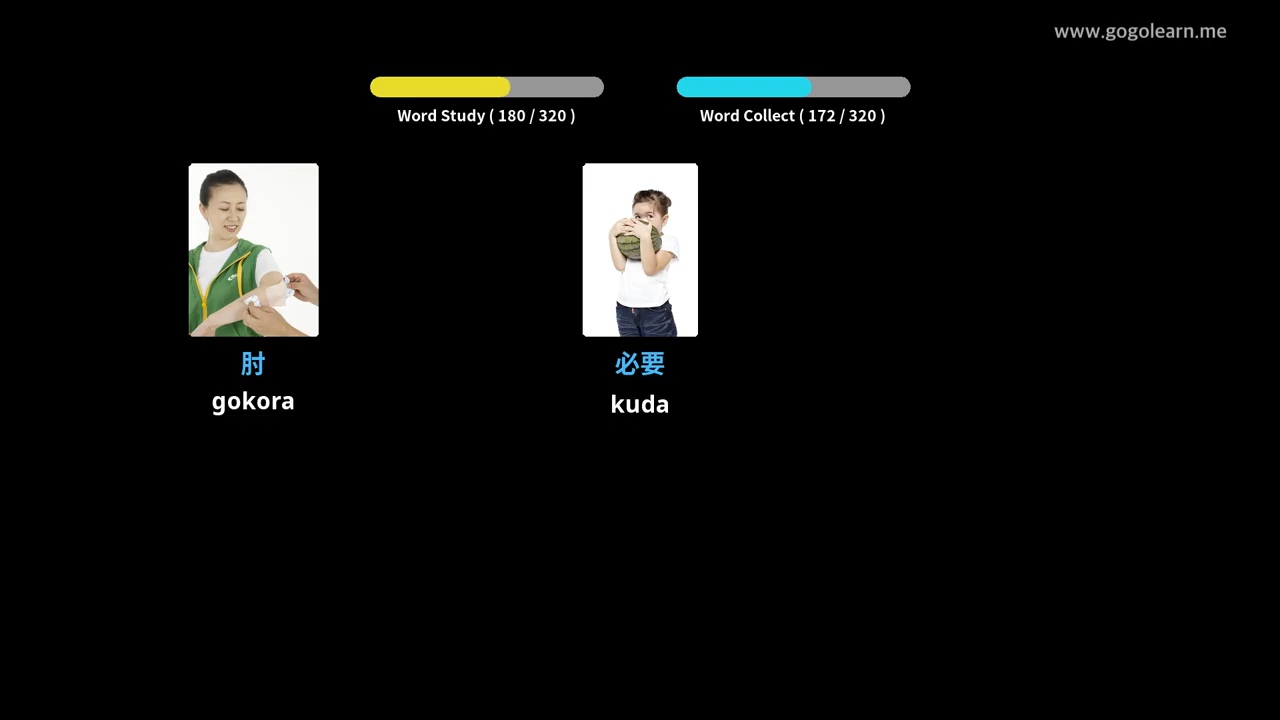 www.gogolearn.me
Word Study ( 180 / 320 )
Word Collect ( 172 / 320 )
肘
gokora
必要
kuda